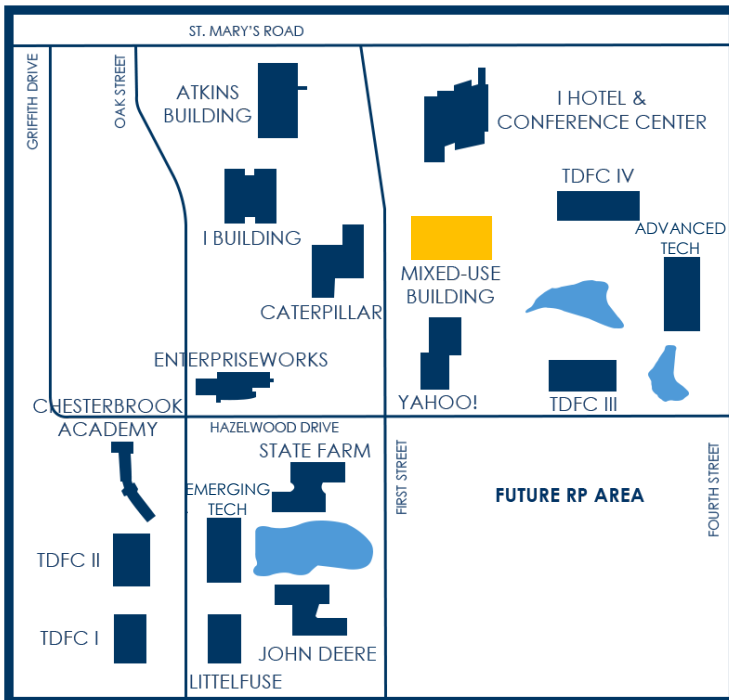 ST. MARY'S ROAD
GRIFFITH DRIVE
OAK STREET
ATKINS
BUILDING
I HOTEL &
CONFERENCE CENTER
TDFC IV
I BUILDING
ADVANCED
TECH
MIXED-USE
BUILDING
CATERPILLAR
ENTERPRISEWORKS
YAHOO!
TDFC III
CHESTERBROOK
ACADEMY
HAZELWOOD DRIVE
STATE FARM
FIRST STREET
FUTURE RP AREA
FOURTH STREET
EMERGING
TECH
TDFC II
TDFC I
JOHN DEERE
LITTELFUSE